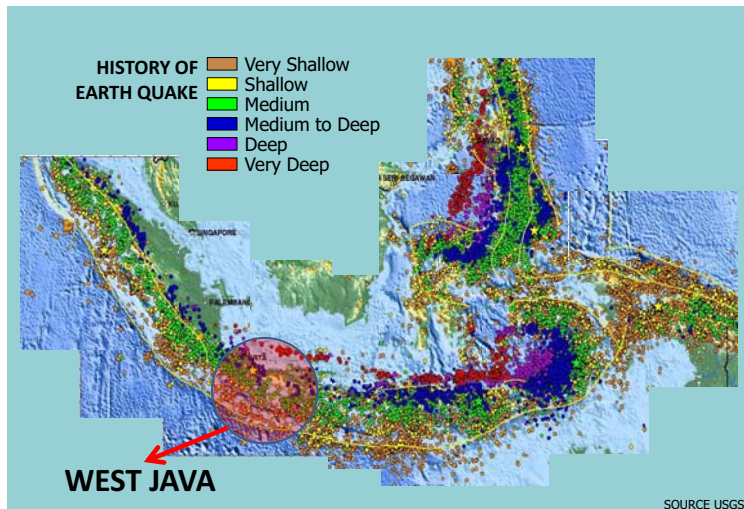 HISTORY OF
EARTH QUAKE
Very Shallow
Shallow
Medium
Medium to Deep
Deep
Very Deep
SINGAPORE
PALEMBANG
WEST JAVA
SOURCE USGS